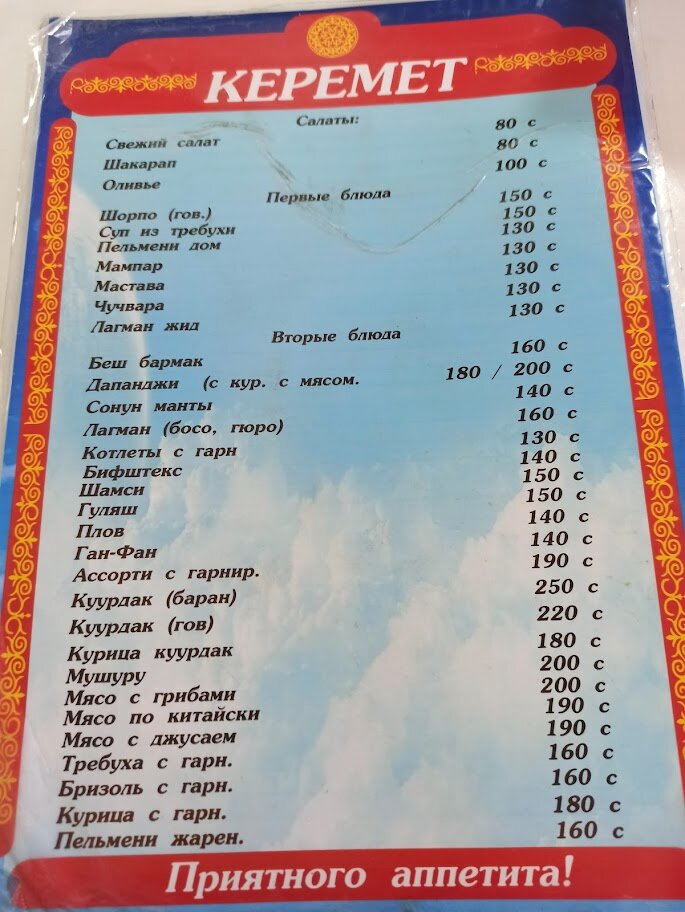 КЕРЕМЕТ
Салаты:
Свежий салат 80 с
Шакарап 80 с
Оливье 100 с
Первые блюда
Шорпо (гов.) 150 с
Суп из требухи 150 с
Пельмени дом 130 с
Мампар 130 с
Мастава 130 с
Чучвара 130 с
Лагман жид 130 с
Вторые блюда
Беш бармак 160 с
Дапанджи (с кур. с мясом. 180 / 200 с
Сонун манты 140 с
Лагман (босо, гюро) 160 с
Котлеты с гарн 130 с
Бифштекс 140 с
Шамси 150 с
Гуляш 150 с
Плов 140 с
Ган-Фан 140 с
Ассорти с гарнир. 190 с
Куурдак (баран) 250 с
Куурдак (гов) 220 с
Курица куурдак 180 с
Мушуру 200 с
Мясо с грибами 200 с
Мясо по китайски 190 с
Мясо с джусаем 190 с
Требуха с гарн. 160 с
Бризоль с гарн. 160 с
Курица с гарн. 180 с
Пельмени жарен. 160 с
Приятного аппетита!